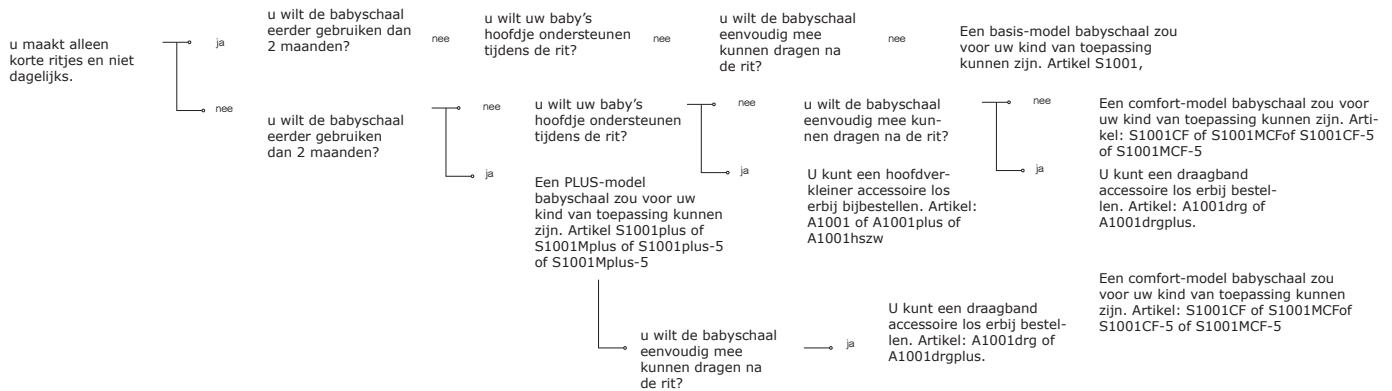 u maakt alleen
korte ritjes en niet
dagelijks.
ja
u wilt de babyschaal
eerder gebruiken dan
2 maanden?
nee
u wilt uw baby's
hoofdje ondersteunen
tijdens de rit?
nee
u wilt de babyschaal
eenvoudig mee
kunnen dragen na
de rit?
nee
Een basis-model babyschaal zou
voor uw kind van toepassing
kunnen zijn. Artikel S1001,
nee
u wilt de babyschaal
eerder gebruiken
dan 2 maanden?
nee
u wilt uw baby's
hoofdje ondersteunen
tijdens de rit?
nee
u wilt de babyschaal
eenvoudig mee kun-
nen dragen na de rit?
nee
Een comfort-model babyschaal zou voor
uw kind van toepassing kunnen zijn. Arti-
kel: S1001CF of S1001MCFof S1001CF-5
of S1001MCF-5
ja
Een PLUS-model
babyschaal zou voor uw
kind van toepassing kunnen
zijn. Artikel S1001plus of
S1001Mplus of S1001plus-5
of S1001Mplus-5
ja
U kunt een hoofdver-
kleiner accessoire los
erbij bijbestellen. Artikel:
A1001 of A1001plus of
A1001hszw
ja
U kunt een draagband
accessoire los erbij bestel-
len. Artikel: A1001drg of
A1001drgplus.
Een comfort-model babyschaal zou
voor uw kind van toepassing kunnen
zijn. Artikel: S1001CF of S1001MCFof
S1001CF-5 of S1001MCF-5
u wilt de babyschaal
eenvoudig mee
kunnen dragen na
de rit?
ja
U kunt een draagband
accessoire los erbij bestel-
len. Artikel: A1001drg of
A1001drgplus.